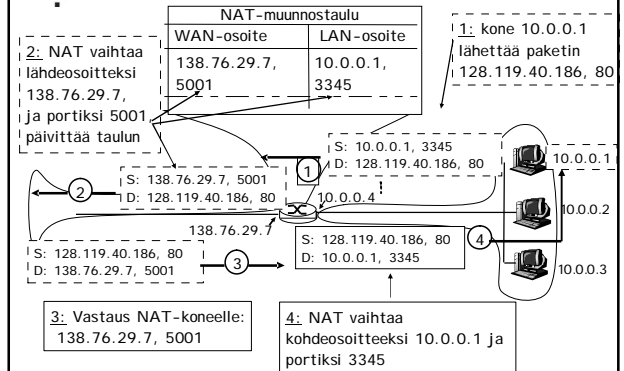 NAT-muunnostaulu
WAN-osoite LAN-osoite
138.76.29.7, 10.0.0.1,
5001 3345
2: NAT vaihtaa
lähdeosoitteeksi
138.76.29.7,
ja portiksi 5001
päivittää taulun
1: kone 10.0.0.1
lähettää paketin
128.119.40.186, 80
S: 10.0.0.1, 3345
D: 128.119.40.186, 80
1
S: 138.76.29.7, 5001
D: 128.119.40.186, 80
2
10.0.0.4
138.76.29.7
10.0.0.1
10.0.0.2
10.0.0.3
S: 128.119.40.186, 80
D: 138.76.29.7, 5001
3
S: 128.119.40.186, 80
D: 10.0.0.1, 3345
4
3: Vastaus NAT-koneelle:
138.76.29.7, 5001
4: NAT vaihtaa
kohdeosoitteeksi 10.0.0.1 ja
portiksi 3345